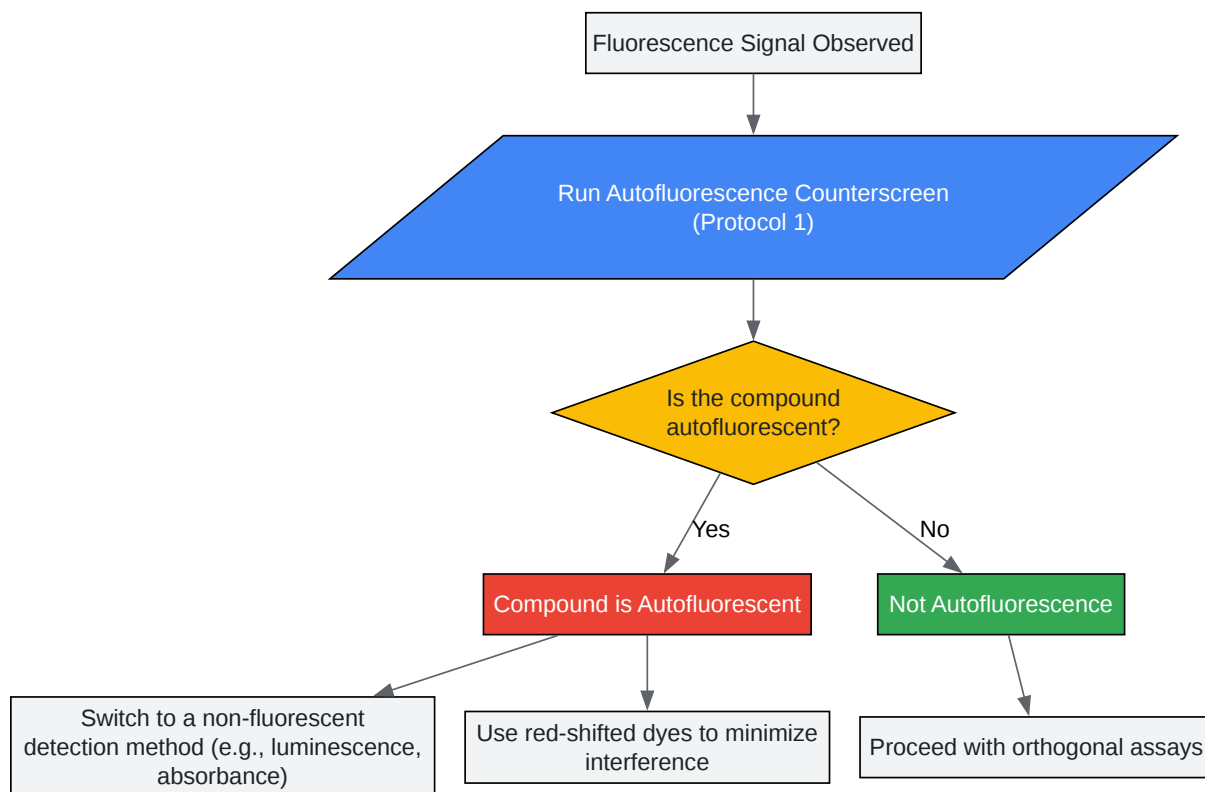 Fluorescence Signal Observed
Run Autofluorescence Counterscreen
(Protocol 1)
Is the compound
autofluorescent?
Yes
No
Compound is Autofluorescent
Not Autofluorescence
Switch to a non-fluorescent
detection method (e.g., luminescence,
absorbance)
Use red-shifted dyes to minimize
interference
Proceed with orthogonal assays